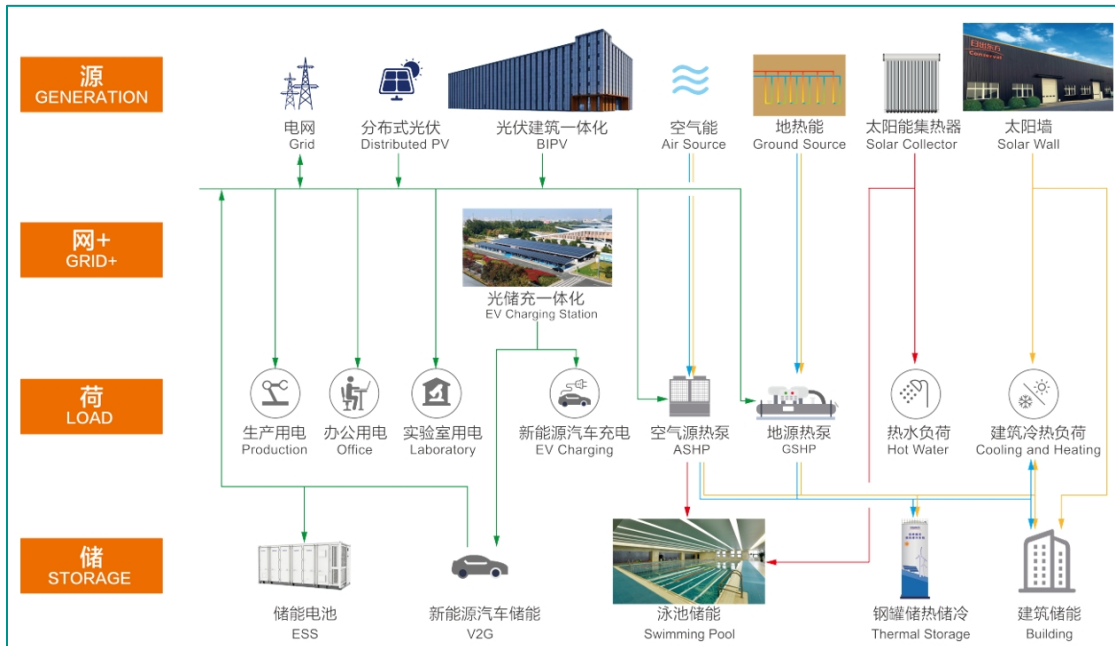 源
GENERATION
电网
Grid
分布式光伏
Distributed PV
光伏建筑一体化
BIPV
空气能
Air Source
地热能
Ground Source
太阳能集热器
Solar Collector
日出东方
太阳墙
Solar Wall
网+
GRID+
光储充一体化
EV Charging Station
荷
LOAD
生产用电
Production
办公用电
Office
实验室用电
Laboratory
新能源汽车充电
EV Charging
空气源热泵
ASHP
地源热泵
GSHP
热水负荷
Hot Water
建筑冷热负荷
Cooling and Heating
储
STORAGE
储能电池
ESS
新能源汽车储能
V2G
泳池储能
Swimming Pool
钢罐储热储冷
Thermal Storage
建筑储能
Building